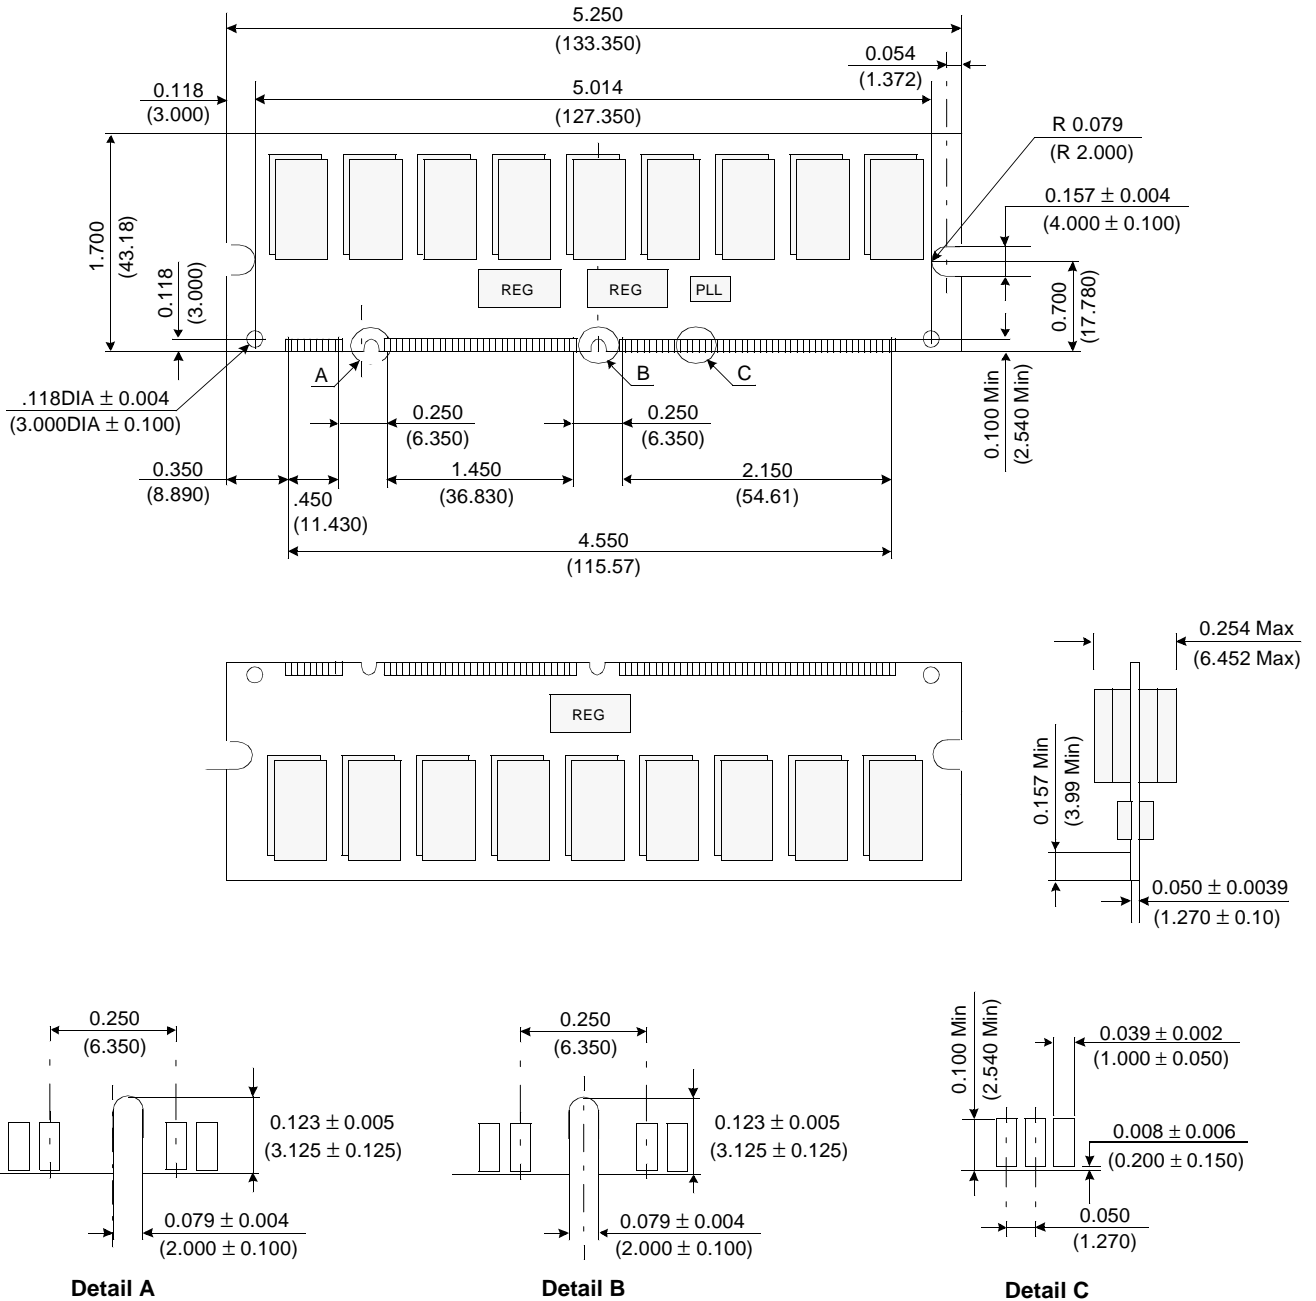 5.250
(133.350)
0.054
(1.372)
0.118
(3.000)
5.014
(127.350)
R 0.079
(R 2.000)
0.157 ± 0.004
(4.000 ± 0.100)
1.700
(43.18)
0.118
(3.000)
REG
REG
PLL
0.700
(17.780)
A
B
C
.118DIA ± 0.004
(3.000DIA ± 0.100)
0.250
(6.350)
0.250
(6.350)
0.100 Min
(2.540 Min)
0.350
(8.890)
.450
(11.430)
1.450
(36.830)
2.150
(54.61)
4.550
(115.57)
0.254 Max
(6.452 Max)
REG
0.157 Min
(3.99 Min)
0.050 ± 0.0039
(1.270 ± 0.10)
0.250
(6.350)
0.123 ± 0.005
(3.125 ± 0.125)
0.079 ± 0.004
(2.000 ± 0.100)
Detail A
0.250
(6.350)
0.123 ± 0.005
(3.125 ± 0.125)
0.079 ± 0.004
(2.000 ± 0.100)
Detail B
0.100 Min
(2.540 Min)
0.039 ± 0.002
(1.000 ± 0.050)
0.008 ± 0.006
(0.200 ± 0.150)
0.050
(1.270)
Detail C